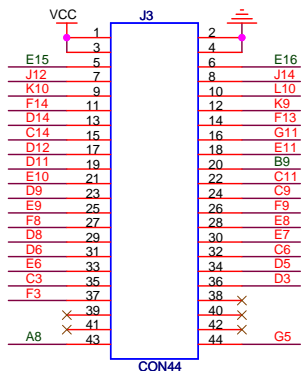 VCC J3
1 2
3 4
E15 5 6 E16
J12 7 8 J14
K10 9 10 L10
F14 11 12 K9
D14 13 14 F13
C14 15 16 G11
D12 17 18 E11
D11 19 20 B9
E10 21 22 C11
D9 23 24 C9
E9 25 26 F9
F8 27 28 E8
D8 29 30 E7
D6 31 32 C6
E6 33 34 D5
C3 35 36 D3
F3 37 38
39 40
41 42
A8 43 44 G5
CON44